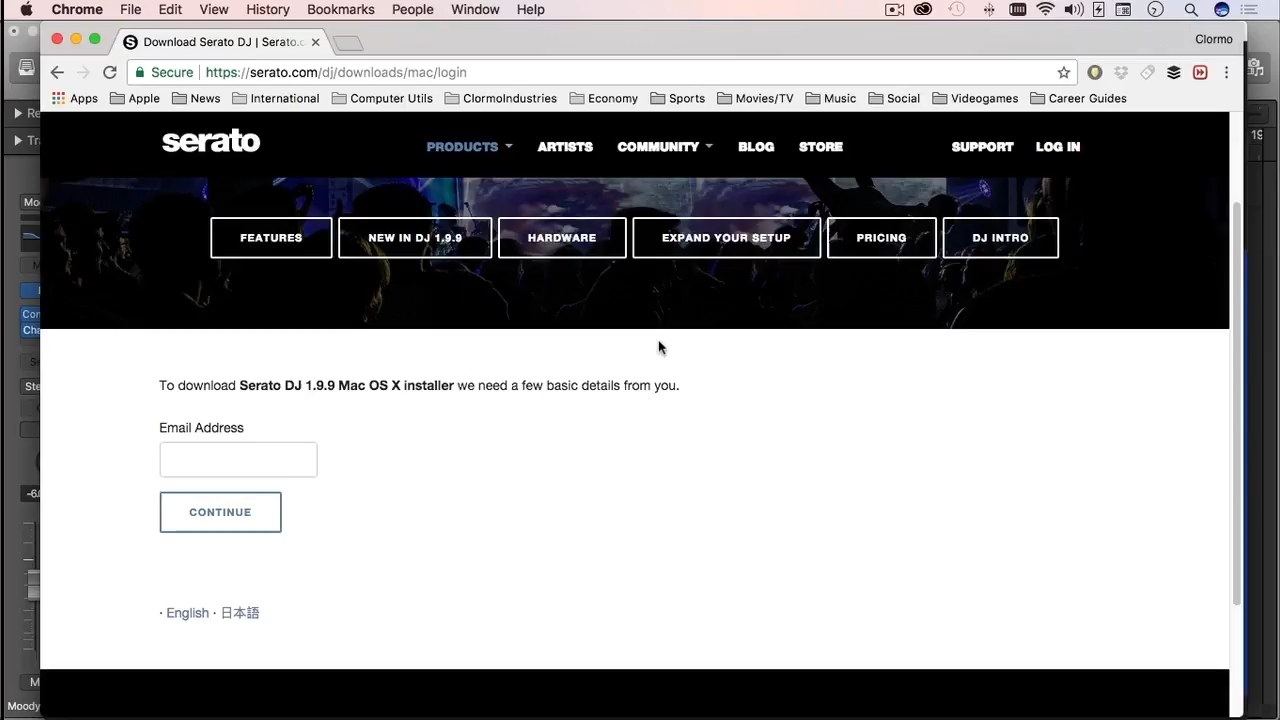 Chrome File Edit View History Bookmarks People Window Help
Download Serato DJ | Serato.c
Clormo
Secure https://serato.com/dj/downloads/mac/login
Apps Apple News International Computer Utils ClormoIndustries Economy Sports Movies/TV Music Social Videogames Career Guides
serato PRODUCTS ARTISTS COMMUNITY BLOG STORE SUPPORT LOG IN
FEATURES NEW IN DJ 1.9.9 HARDWARE EXPAND YOUR SETUP PRICING DJ INTRO
To download Serato DJ 1.9.9 Mac OS X installer we need a few basic details from you.
Email Address
CONTINUE
· English · 日本語
Moody